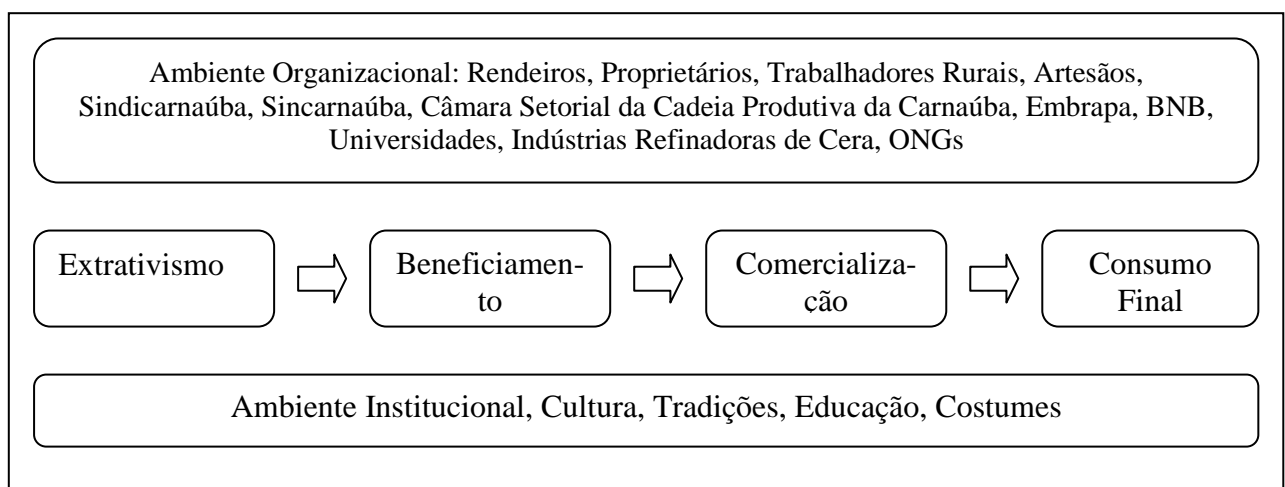 Ambiente Organizacional: Rendeiros, Proprietários, Trabalhadores Rurais, Artesãos,
Sindicarnaúba, Sincarnaúba, Câmara Setorial da Cadeia Produtiva da Carnaúba, Embrapa, BNB,
Universidades, Indústrias Refinadoras de Cera, ONGs
Extrativismo
Beneficiamen-
to
Comercializa-
ção
Consumo
Final
Ambiente Institucional, Cultura, Tradições, Educação, Costumes